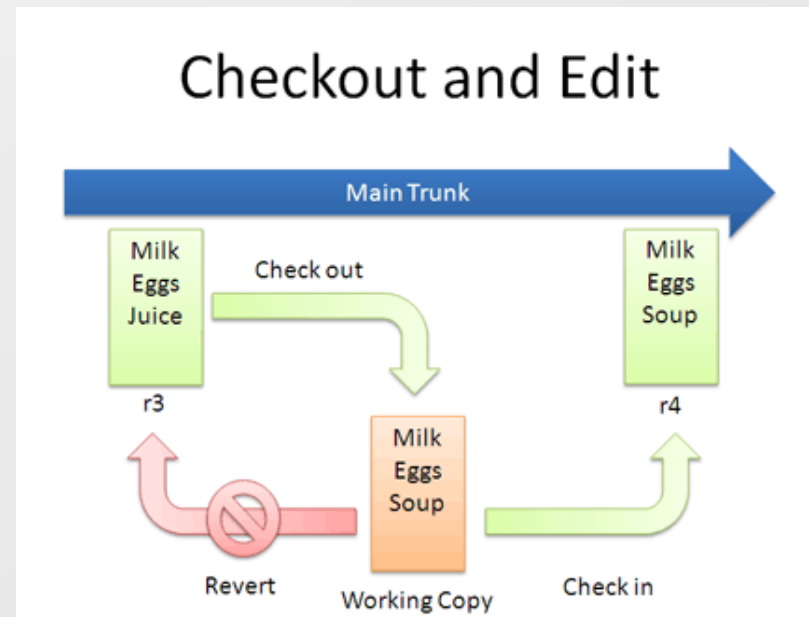 Checkout and Edit
Main Trunk
Milk
Eggs
Juice
r3
Check out
Milk
Eggs
Soup
r4
Milk
Eggs
Soup
Working Copy
Revert
Check in